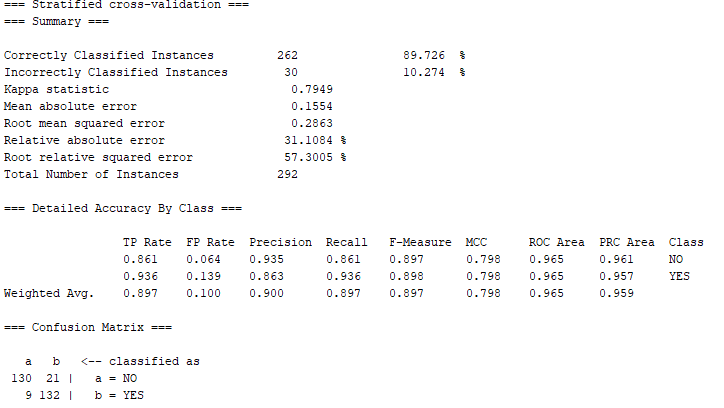 === Stratified cross-validation ===
=== Summary ===
Correctly Classified Instances 262 89.726 %
Incorrectly Classified Instances 30 10.274 %
Kappa statistic 0.7949
Mean absolute error 0.1554
Root mean squared error 0.2863
Relative absolute error 31.1084 %
Root relative squared error 57.3005 %
Total Number of Instances 292
=== Detailed Accuracy By Class ===
TP Rate FP Rate Precision Recall F-Measure MCC ROC Area PRC Area Class
0.861 0.064 0.935 0.861 0.897 0.798 0.965 0.961 NO
0.936 0.139 0.863 0.936 0.898 0.798 0.965 0.957 YES
Weighted Avg. 0.897 0.100 0.900 0.897 0.897 0.798 0.965 0.959
=== Confusion Matrix ===
a b <-- classified as
130 21 | a = NO
9 132 | b = YES